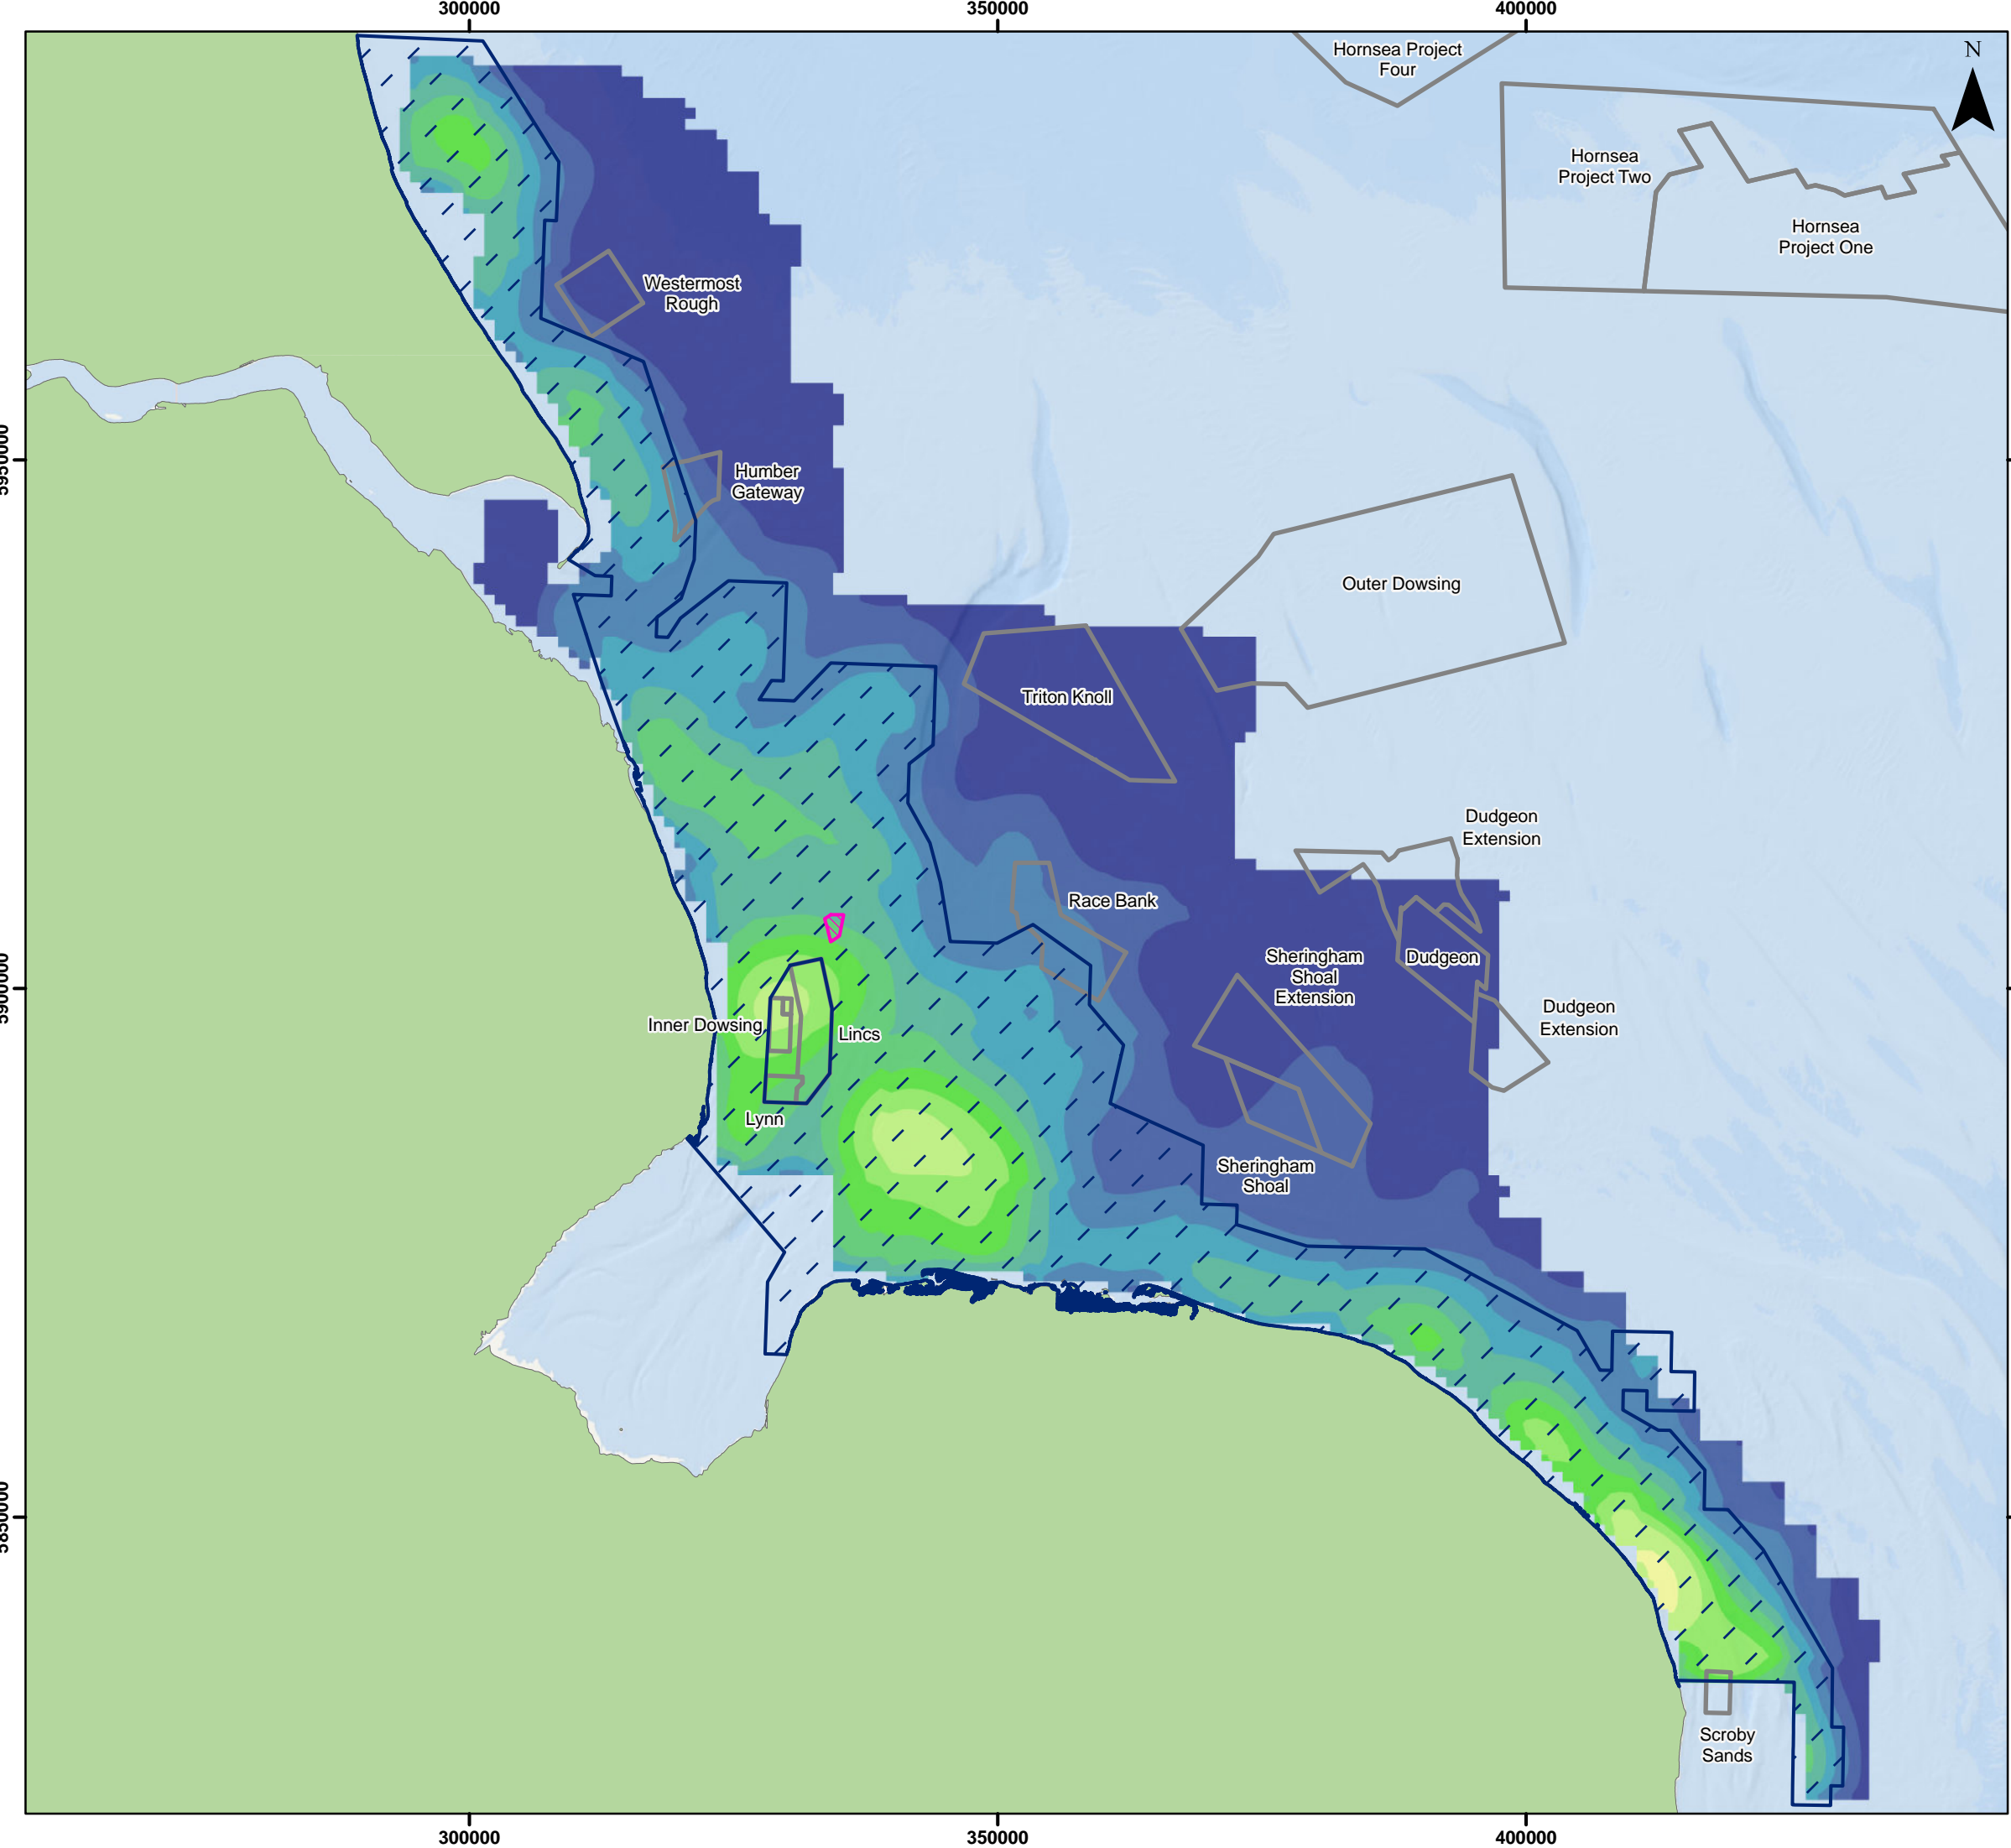 300000
350000
400000
N
Hornsea Project
Four
Hornsea
Project Two
Hornsea
Project One
Westermost
Rough
Humber
Gateway
Outer Dowsing
Triton Knoll
Dudgeon
Extension
Race Bank
Sheringham
Shoal
Extension
Dudgeon
Dudgeon
Extension
Inner Dowsing
Lincs
Lynn
Sheringham
Shoal
Scroby
Sands
300000
350000
400000